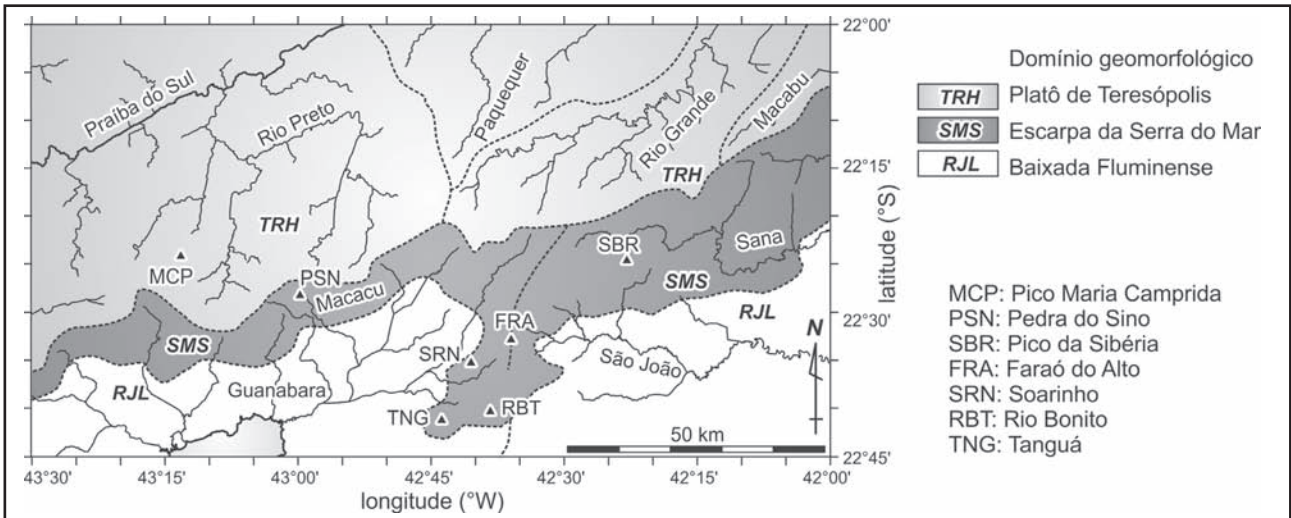 22°00'
Praíba do Sul
Paquequer
Rio Preto
Rio Grande
Macabu
TRH
22°15'
TRH
MCP
PSN
Macacu
SBR
Sana
SMS
latitude (°S)
FRA
RJL
22°30'
SMS
SRN
São João
N
RJL
Guanabara
TNG
RBT
50 km
22°45'
43°30'
43°15'
43°00'
42°45'
42°30'
42°15'
42°00'
longitude (°W)
Domínio geomorfológico
TRH Platô de Teresópolis
SMS Escarpa da Serra do Mar
RJL Baixada Fluminense
MCP: Pico Maria Camprida
PSN: Pedra do Sino
SBR: Pico da Sibéria
FRA: Faraó do Alto
SRN: Soarinho
RBT: Rio Bonito
TNG: Tanguá